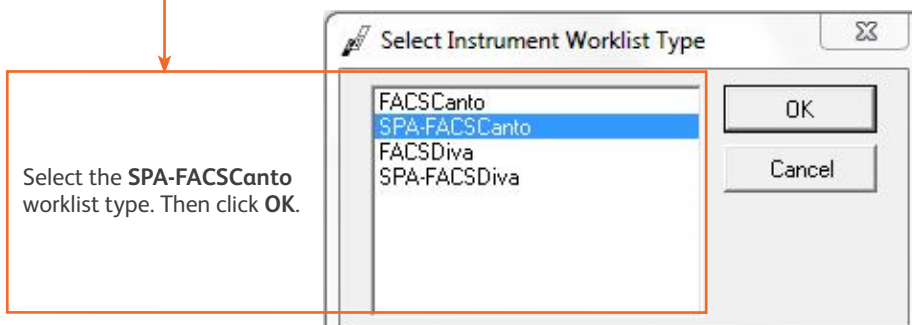 Select Instrument Worklist Type
FACSCanto
SPA-FACSCanto
FACSDiva
SPA-FACSDiva
OK
Cancel
Select the SPA-FACSCanto
worklist type. Then click OK.